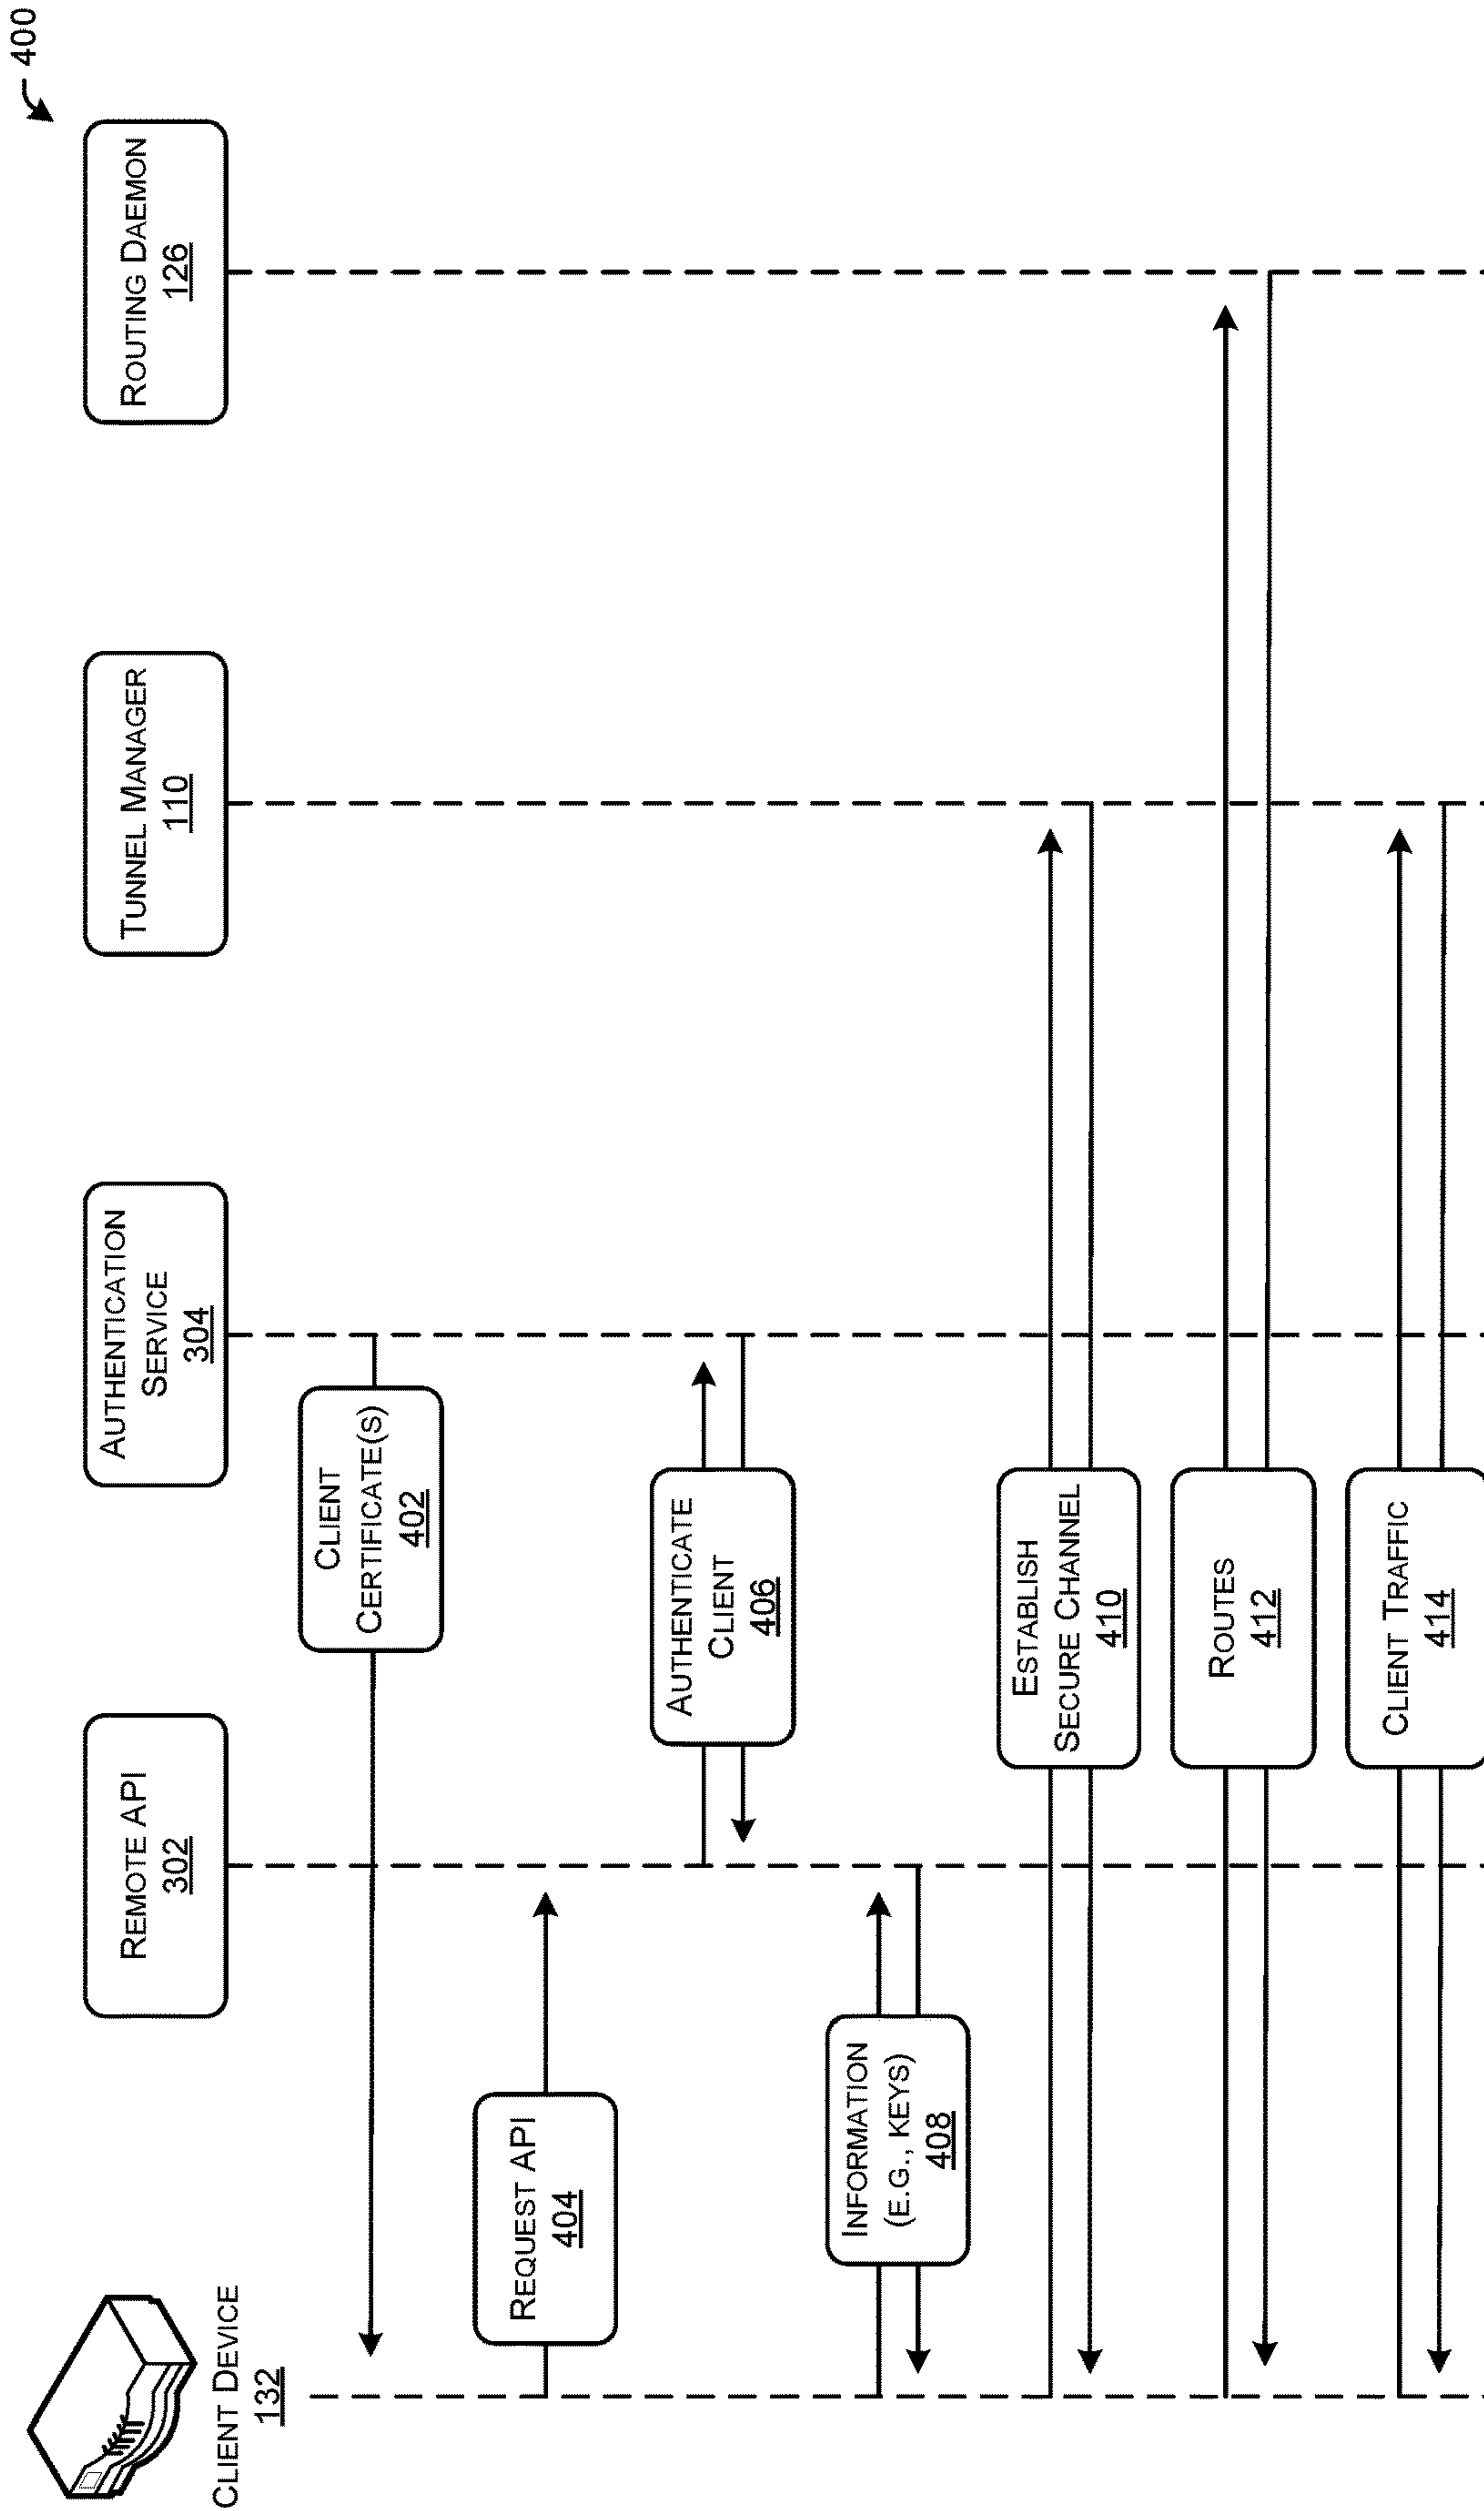 400
CLIENT DEVICE
132
REMOTE API
302
AUTHENTICATION
SERVICE
304
TUNNEL MANAGER
110
ROUTING DAEMON
126
CLIENT
CERTIFICATE(S)
402
REQUEST API
404
AUTHENTICATE
CLIENT
406
INFORMATION
(E.G., KEYS)
408
ESTABLISH
SECURE CHANNEL
410
ROUTES
412
CLIENT TRAFFIC
414